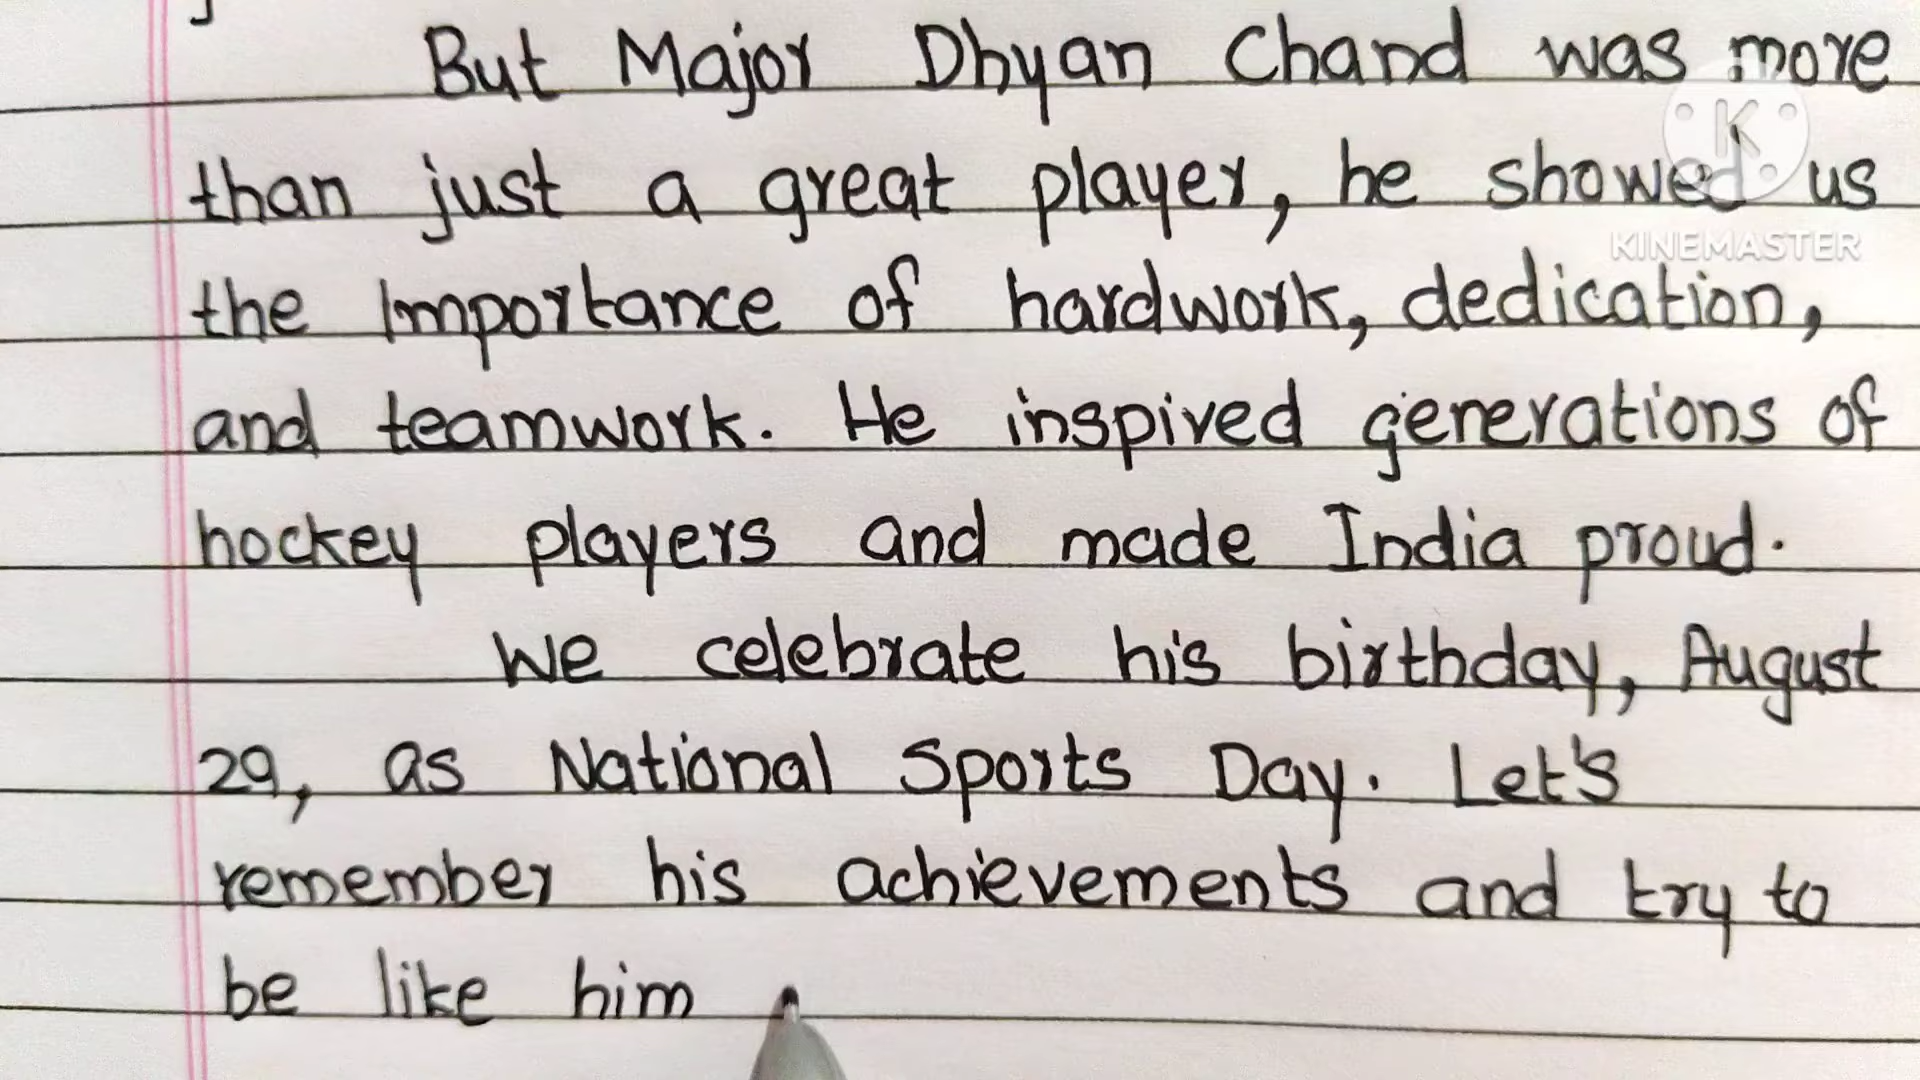 But Major Dhyan Chand was more
than just a great player, he showed us
the Importance of hardwork, dedication,
and teamwork. He inspired generations of
hockey players and made India proud.
We celebrate his birthday, August
29, as National Sports Day. Let's
remember his achievements and try to
be like him
K
KINEMASTER